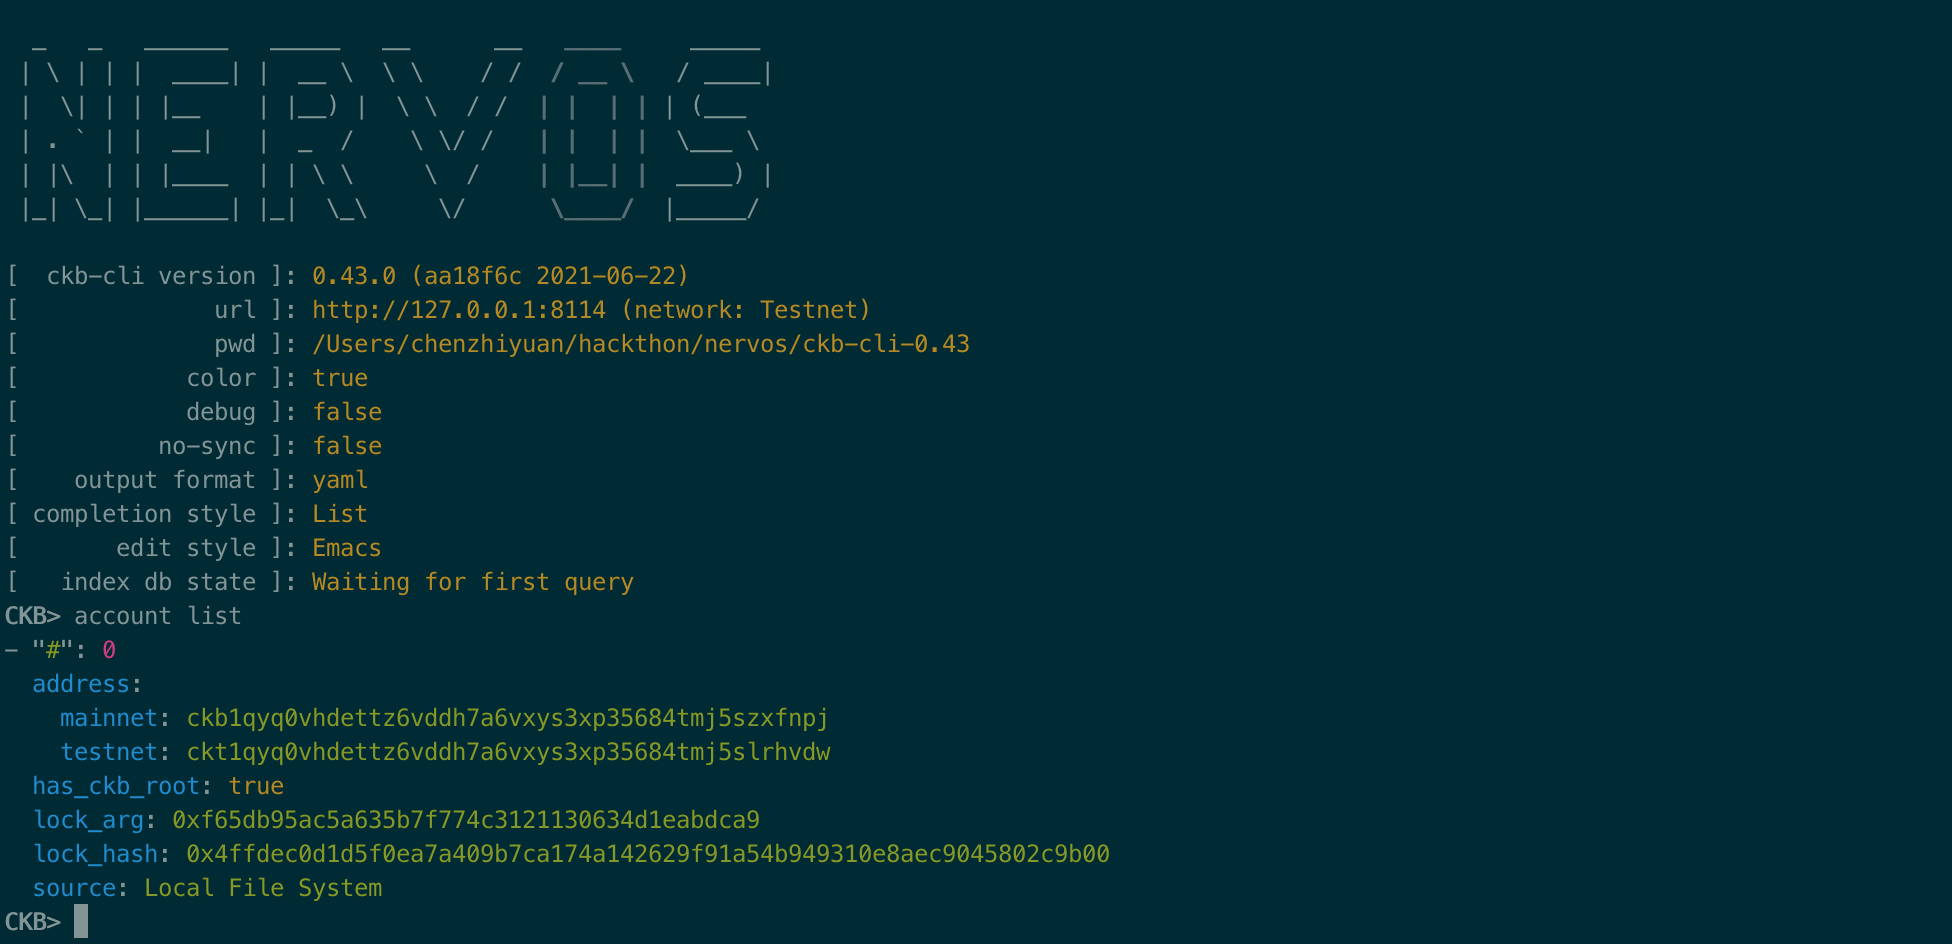 NERVOS
[  ckb-cli version ]: 0.43.0 (aa18f6c 2021-06-22)
[              url ]: http://127.0.0.1:8114 (network: Testnet)
[              pwd ]: /Users/chenzhiyuan/hackthon/nervos/ckb-cli-0.43
[            color ]: true
[            debug ]: false
[          no-sync ]: false
[    output format ]: yaml
[ completion style ]: List
[       edit style ]: Emacs
[   index db state ]: Waiting for first query
CKB> account list
- "#": 0
  address:
    mainnet: ckb1qyq0vhdettz6vddh7a6vxys3xp35684tmj5szxfnpj
    testnet: ckt1qyq0vhdettz6vddh7a6vxys3xp35684tmj5slrhvdw
  has_ckb_root: true
  lock_arg: 0xf65db95ac5a635b7f774c3121130634d1eabdca9
  lock_hash: 0x4ffdec0d1d5f0ea7a409b7ca174a142629f91a54b949310e8aec9045802c9b00
  source: Local File System
CKB>